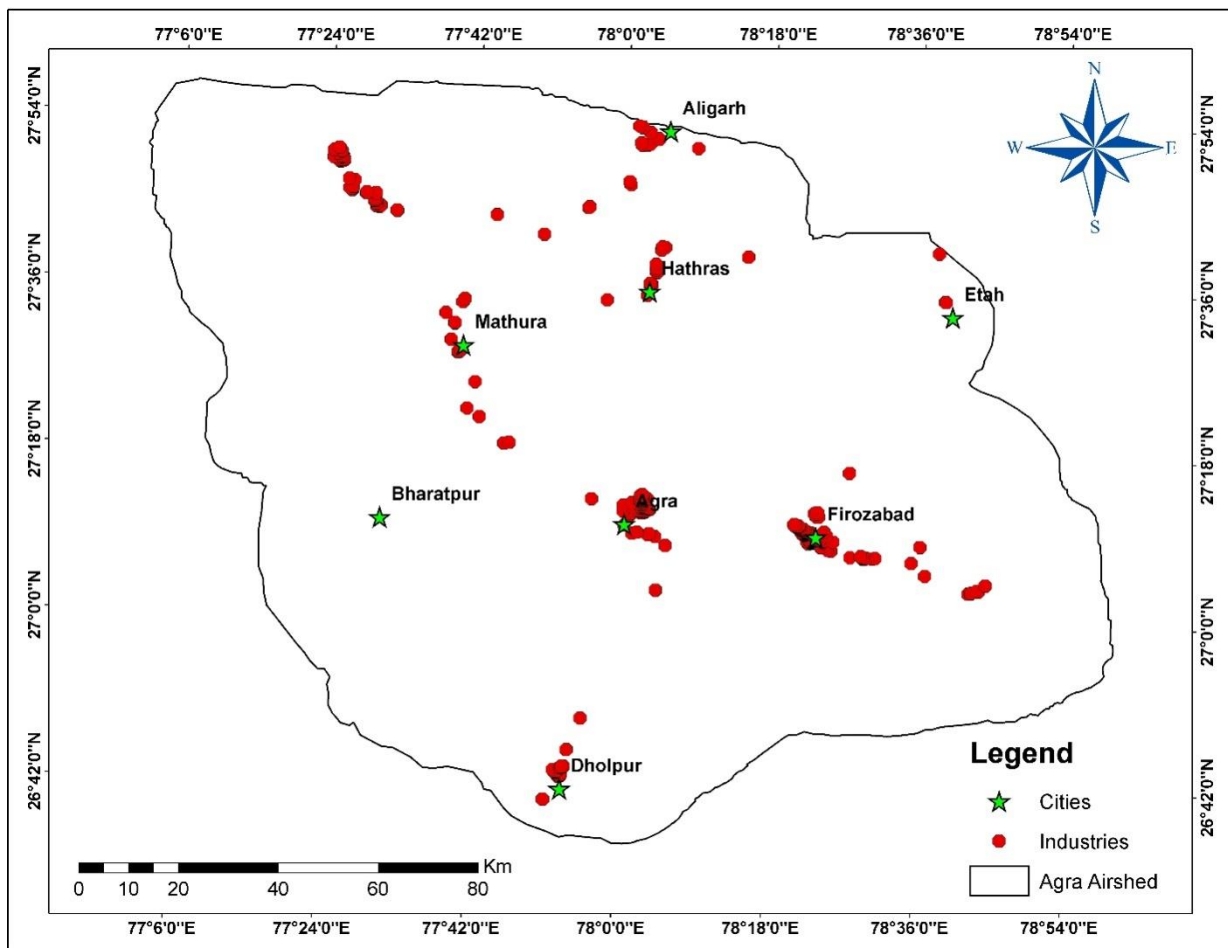 77°6'0"E 77°24'0"E 77°42'0"E 78°0'0"E 78°18'0"E 78°36'0"E 78°54'0"E
N
W E
S
27°54'0"N
27°36'0"N
27°18'0"N
27°0'0"N
26°42'0"N
27°54'0"N
27°36'0"N
27°18'0"N
27°0'0"N
26°42'0"N
Aligarh
Hathras
Etah
Mathura
Bharatpur
Agra
Firozabad
Dholpur
Legend
Cities
Industries
Agra Airshed
Km
0 10 20 40 60 80
77°6'0"E 77°24'0"E 77°42'0"E 78°0'0"E 78°18'0"E 78°36'0"E 78°54'0"E